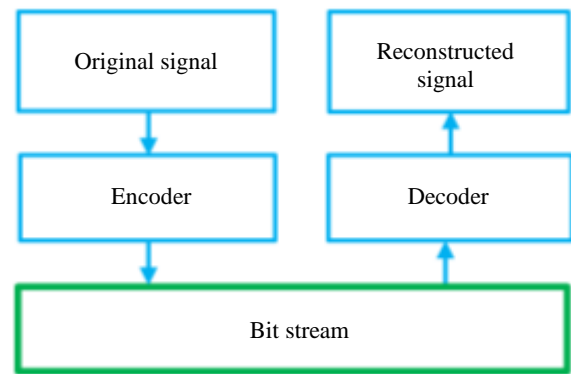 Original signal
Reconstructed
signal
Encoder
Decoder
Bit stream